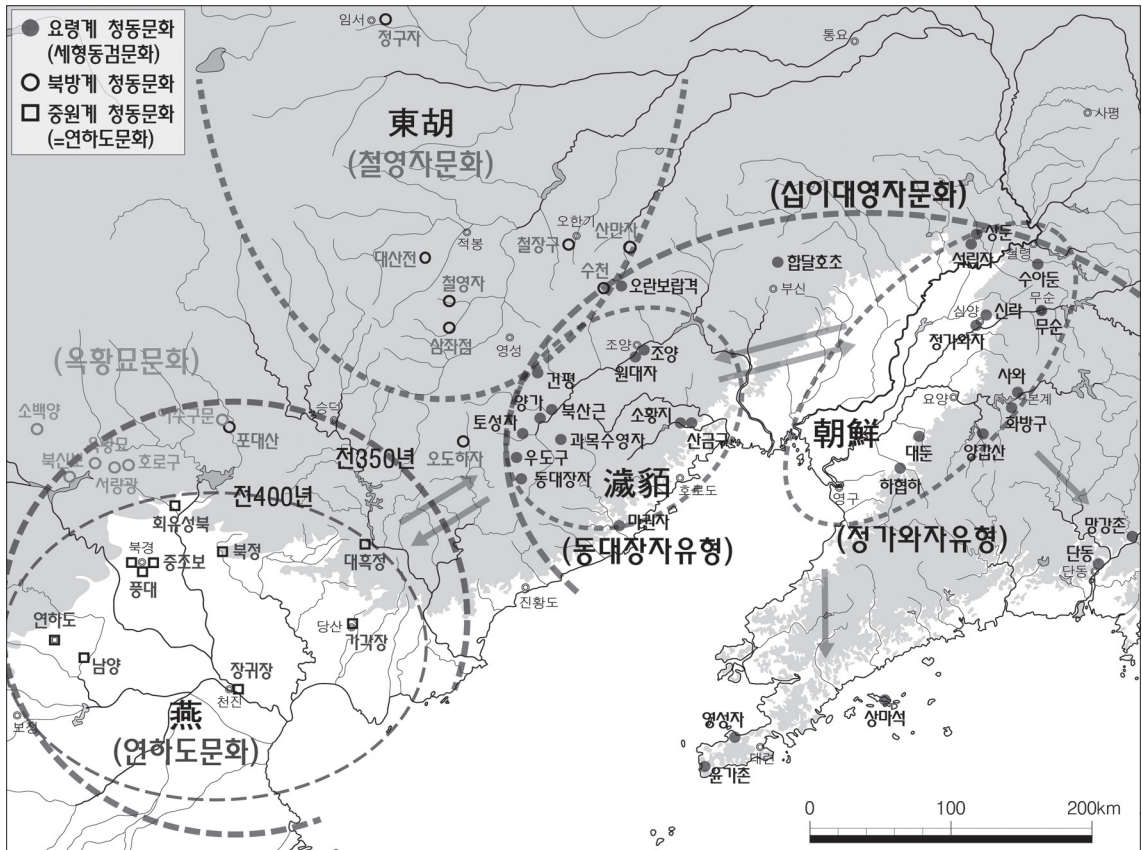 요령계 청동문화
(세형동검문화)
북방계 청동문화
중원계 청동문화
(=연하도문화)
임서
정구자
통요
사평
東胡
(철영자문화)
(십이대영자문화)
오한기
산만자
철장구
적봉
대산전
수천
오란보랍격
철영자
삼좌점
영성
합달호초
부신
상둔
석립자
철령
수아둔
무순
심양
신락
무순
정가와자
조양
조양
원대자
건평
(옥황묘문화)
소백양
승덕
포대산
옥황묘
호로구
서량광
양가
북산근
소황지
산금구
토성자
과목수영자
오도하자
우도구
동대장자
濊貊
호로도
(동대장자유형)
朝鮮
요양
사와
본계
화방구
대둔
양갑산
하협하
영구
(정가와자유형)
망강촌
단동
단동
전350년
전400년
회유성북
북경
중조보
풍대
북정
대흑정
진황도
연하도
남양
당산
가각장
장귀장
천진
보정
燕
(연하도문화)
영성자
대련
윤가촌
상마석
0 100 200km